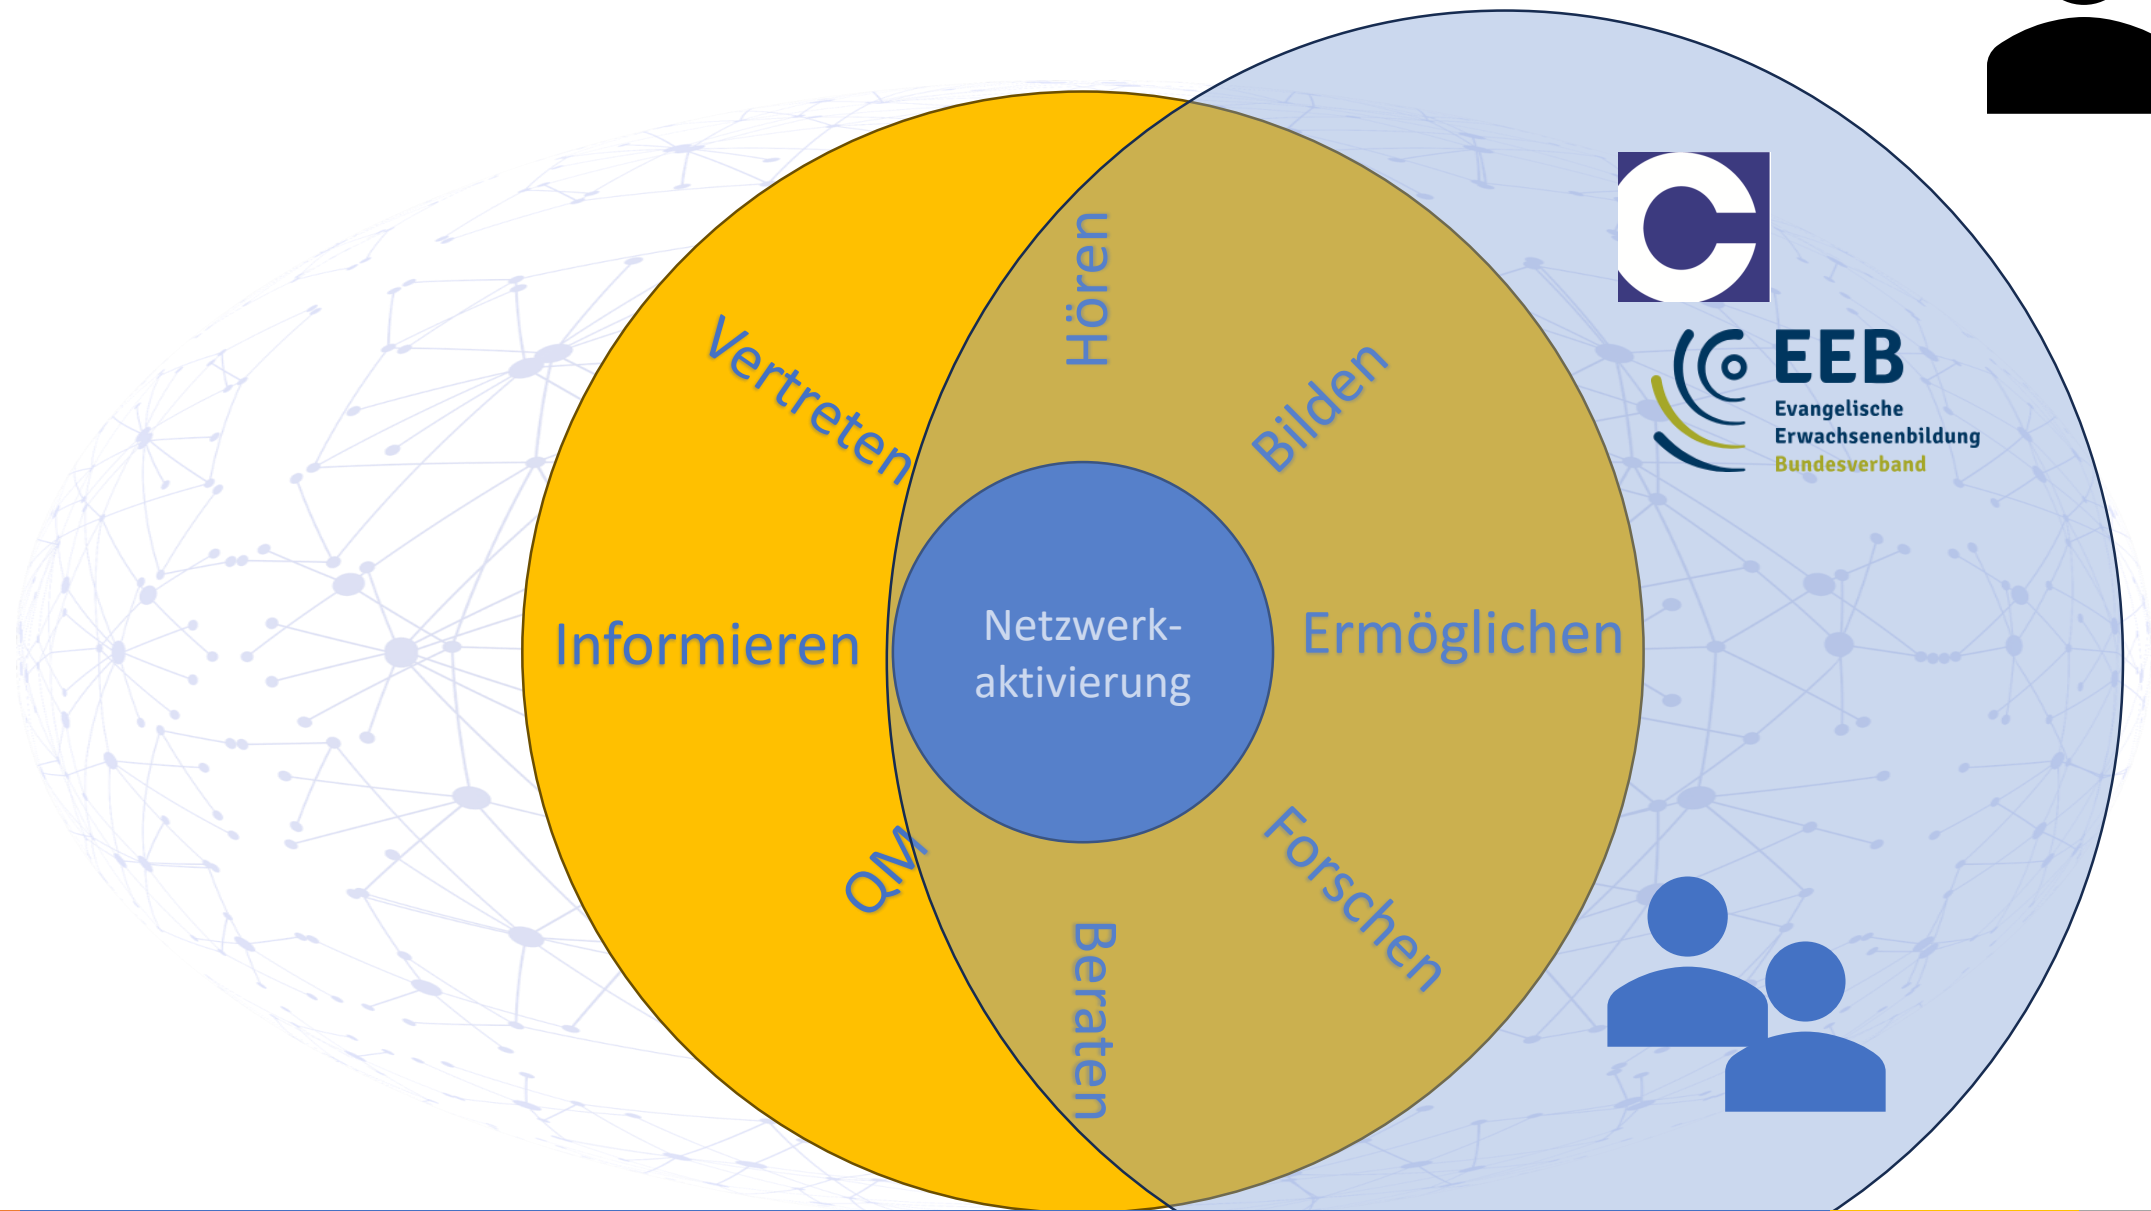 Hören
Vertreten
Bilden
Informieren
Netzwerk-
aktivierung
Ermöglichen
QM
Forschen
Beraten
C
EEB
Evangelische
Erwachsenenbildung
Bundesverband